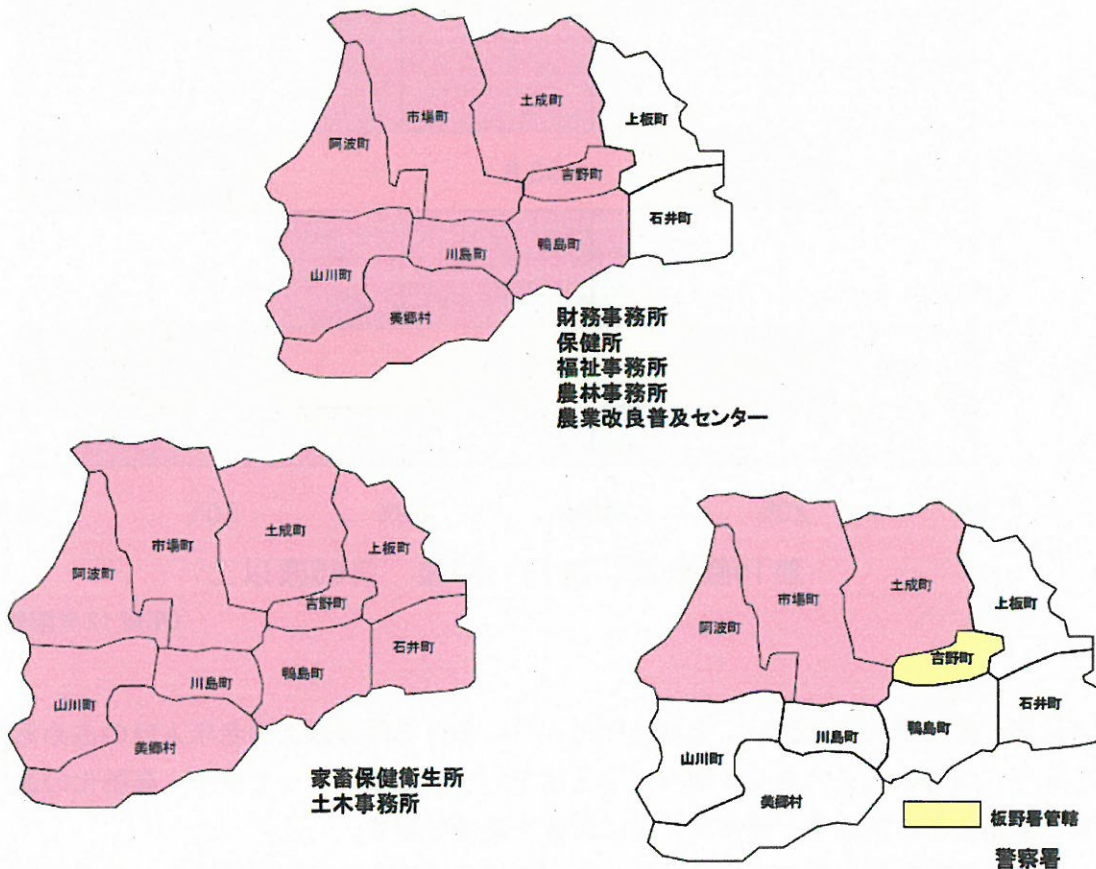 土成町
上板町
市場町
阿波町
吉野町
石井町
鴨島町
川島町
山川町
美郷村
財務事務所
保健所
福祉事務所
農林事務所
農業改良普及センター
土成町
上板町
市場町
阿波町
吉野町
石井町
鴨島町
川島町
山川町
美郷村
家畜保健衛生所
土木事務所
土成町
上板町
市場町
阿波町
吉野町
石井町
鴨島町
川島町
山川町
美郷村
板野署管轄
警察署